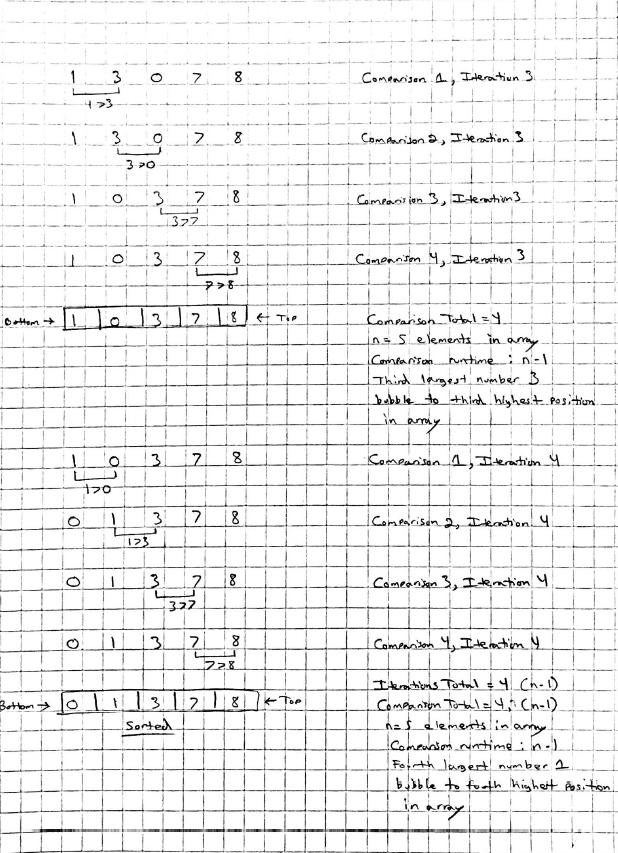 1 3 0 7 8 Comparison 1, Iteration 3
1>3
1 3 0 7 8 Comparison 2, Iteration 3
3>0
1 0 3 7 8 Comparision 3, Iteration 3
3>7
1 0 3 7 8 Comparison 4, Iteration 3
7>8
Bottom → 1 | 0 | 3 | 7 | 8 ← Top Comparison Total = 4
n = 5 elements in array
Comparison runtime : n-1
Third largest number 3
bubble to third highest position
in array
1 0 3 7 8 Comparison 1, Iteration 4
1>0
0 1 3 7 8 Comparison 2, Iteration 4
1>3
0 1 3 7 8 Comparison 3, Iteration 4
3>7
0 1 3 7 8 Comparison 4, Iteration 4
7>8
Iterations Total = 4 (n-1)
Bottom → 0 | 1 | 3 | 7 | 8 ← Top Comparison Total = 4; (n-1)
Sorted n = 5 elements in array
Comparison runtime : n-1
Fourth largest number 1
bubble to fourth highest position
in array